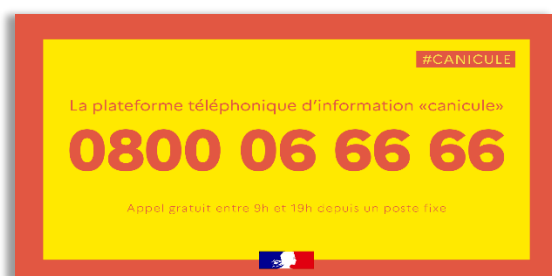 #CANICULE
La plateforme téléphonique d'information «canicule»
0800 06 66 66
Appel gratuit entre 9h et 19h depuis un poste fixe